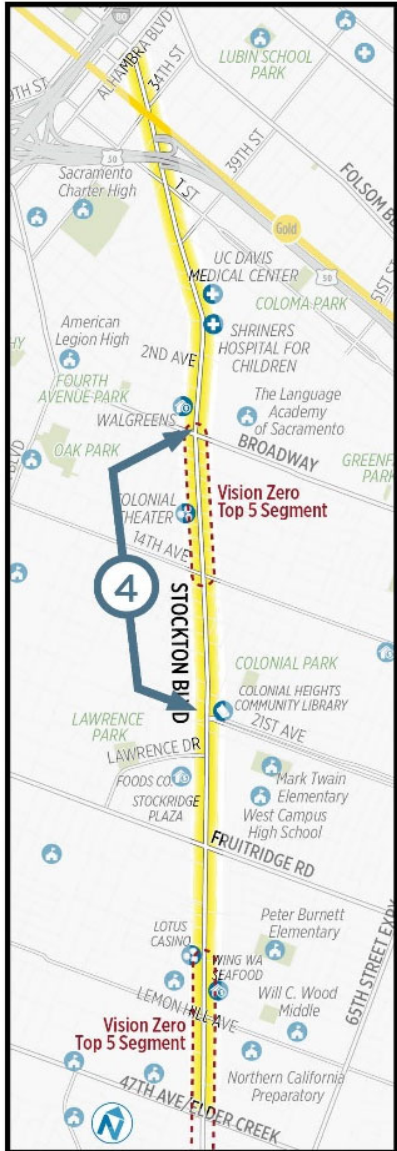 80
ALHAMBRA BLVD
34TH ST
LUBIN SCHOOL
PARK
TH ST
50
39TH ST
Sacramento
Charter High
T ST
FOLSOM B
Gold
UC DAVIS
MEDICAL CENTER
50
51ST
COLOMA PARK
American
Legion High
SHRINERS
HOSPITAL FOR
CHILDREN
2ND AVE
HY
FOURTH
AVENUE PARK
The Language
Academy
of Sacramento
WALGREENS
BLVD
OAK PARK
BROADWAY
GREENF
PARK
Vision Zero
Top 5 Segment
COLONIAL
THEATER
14TH AVE
4
STOCKTON BLVD
COLONIAL PARK
COLONIAL HEIGHTS
COMMUNITY LIBRARY
LAWRENCE
PARK
21ST AVE
LAWRENCE DR
FOODS CO.
STOCKRIDGE
PLAZA
Mark Twain
Elementary
West Campus
High School
FRUITRIDGE RD
LOTUS
CASINO
Peter Burnett
Elementary
WING WA
SEAFOOD
65TH STREET EXPY
LEMON HILL AVE
Will C. Wood
Middle
Vision Zero
Top 5 Segment
Northern California
Preparatory
47TH AVE/ELDER CREEK
N